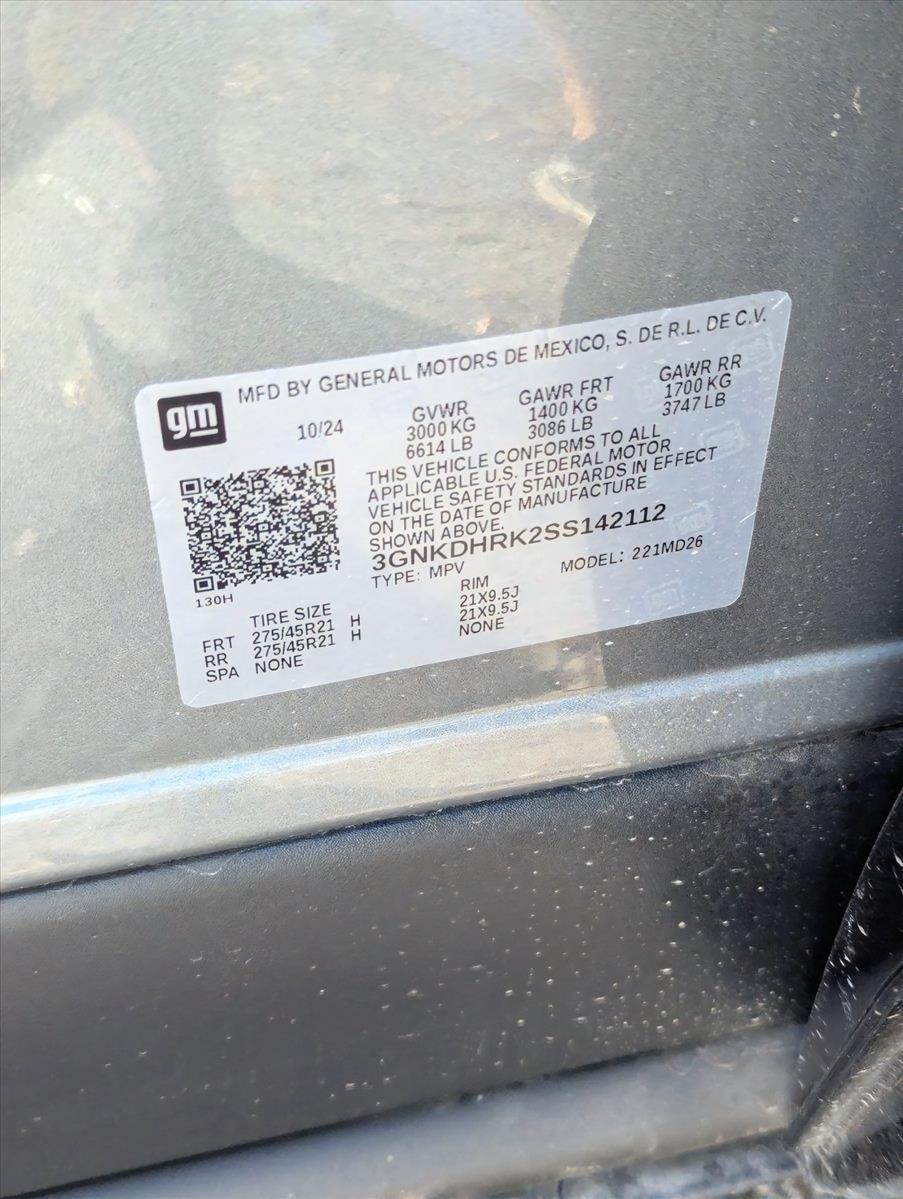 gm
MFD BY GENERAL MOTORS DE MEXICO, S. DE R.L. DE C.V.
10/24
GVWR
3000 KG
6614 LB
GAWR FRT
1400 KG
3086 LB
GAWR RR
1700 KG
3747 LB
THIS VEHICLE CONFORMS TO ALL
APPLICABLE U.S. FEDERAL MOTOR
VEHICLE SAFETY STANDARDS IN EFFECT
ON THE DATE OF MANUFACTURE
SHOWN ABOVE.
3GNKDHRK2SS142112
TYPE: MPV
MODEL: 221MD26
130H
TIRE SIZE
RIM
FRT 275/45R21 H 21X9.5J
RR 275/45R21 H 21X9.5J
SPA NONE NONE